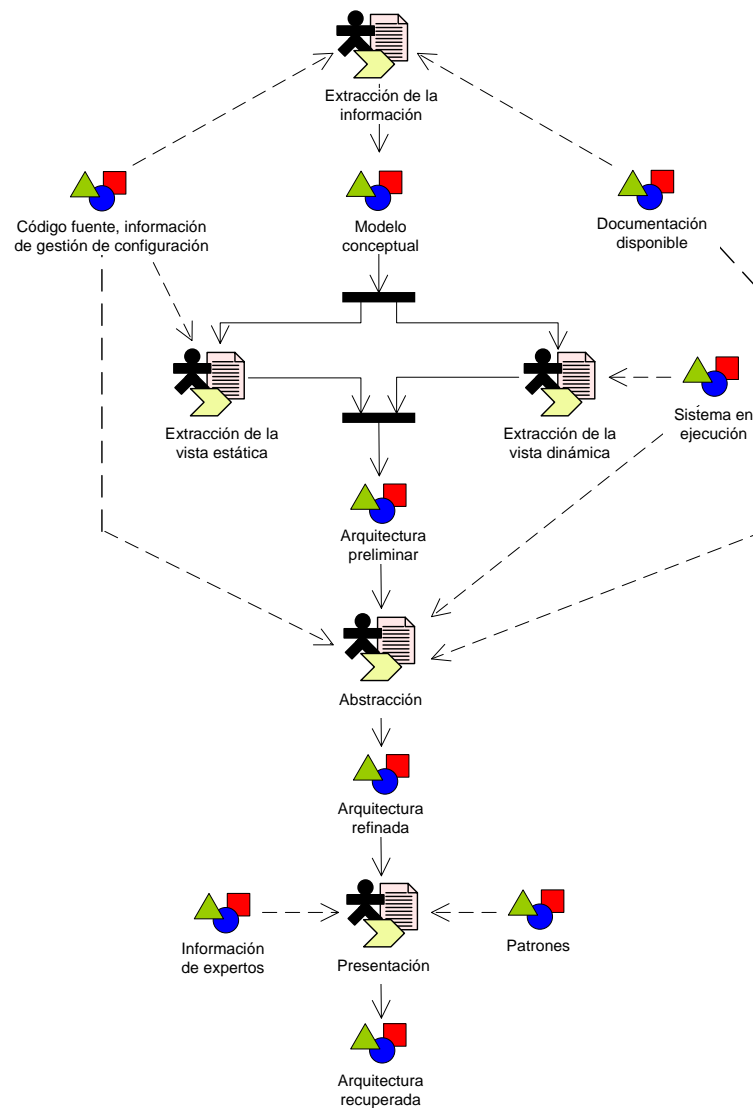 Extracción de la
información
Código fuente, información
de gestión de configuración
Modelo
conceptual
Documentación
disponible
Extracción de la
vista estática
Extracción de la
vista dinámica
Sistema en
ejecución
Arquitectura
preliminar
Abstracción
Arquitectura
refinada
Información
de expertos
Presentación
Patrones
Arquitectura
recuperada